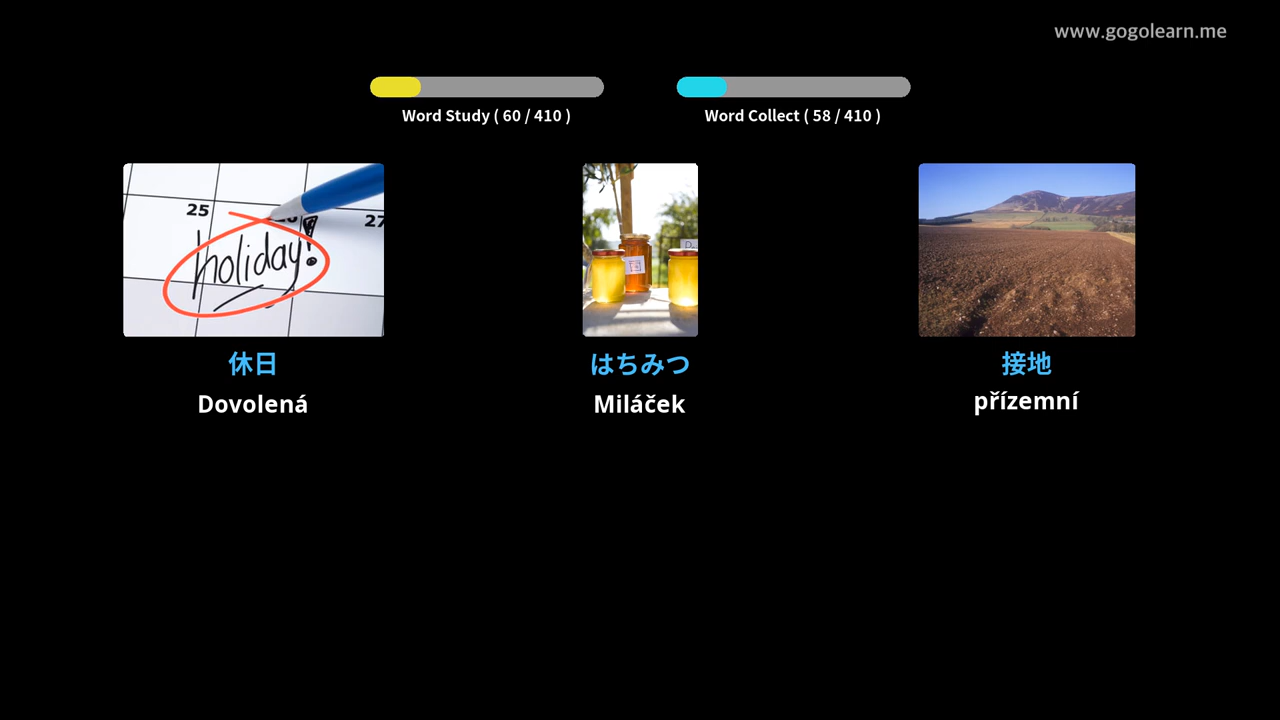 www.gogolearn.me
Word Study ( 60 / 410 )
Word Collect ( 58 / 410 )
25
27
holiday!
休日
はちみつ
接地
Dovolená
Miláček
přízemní